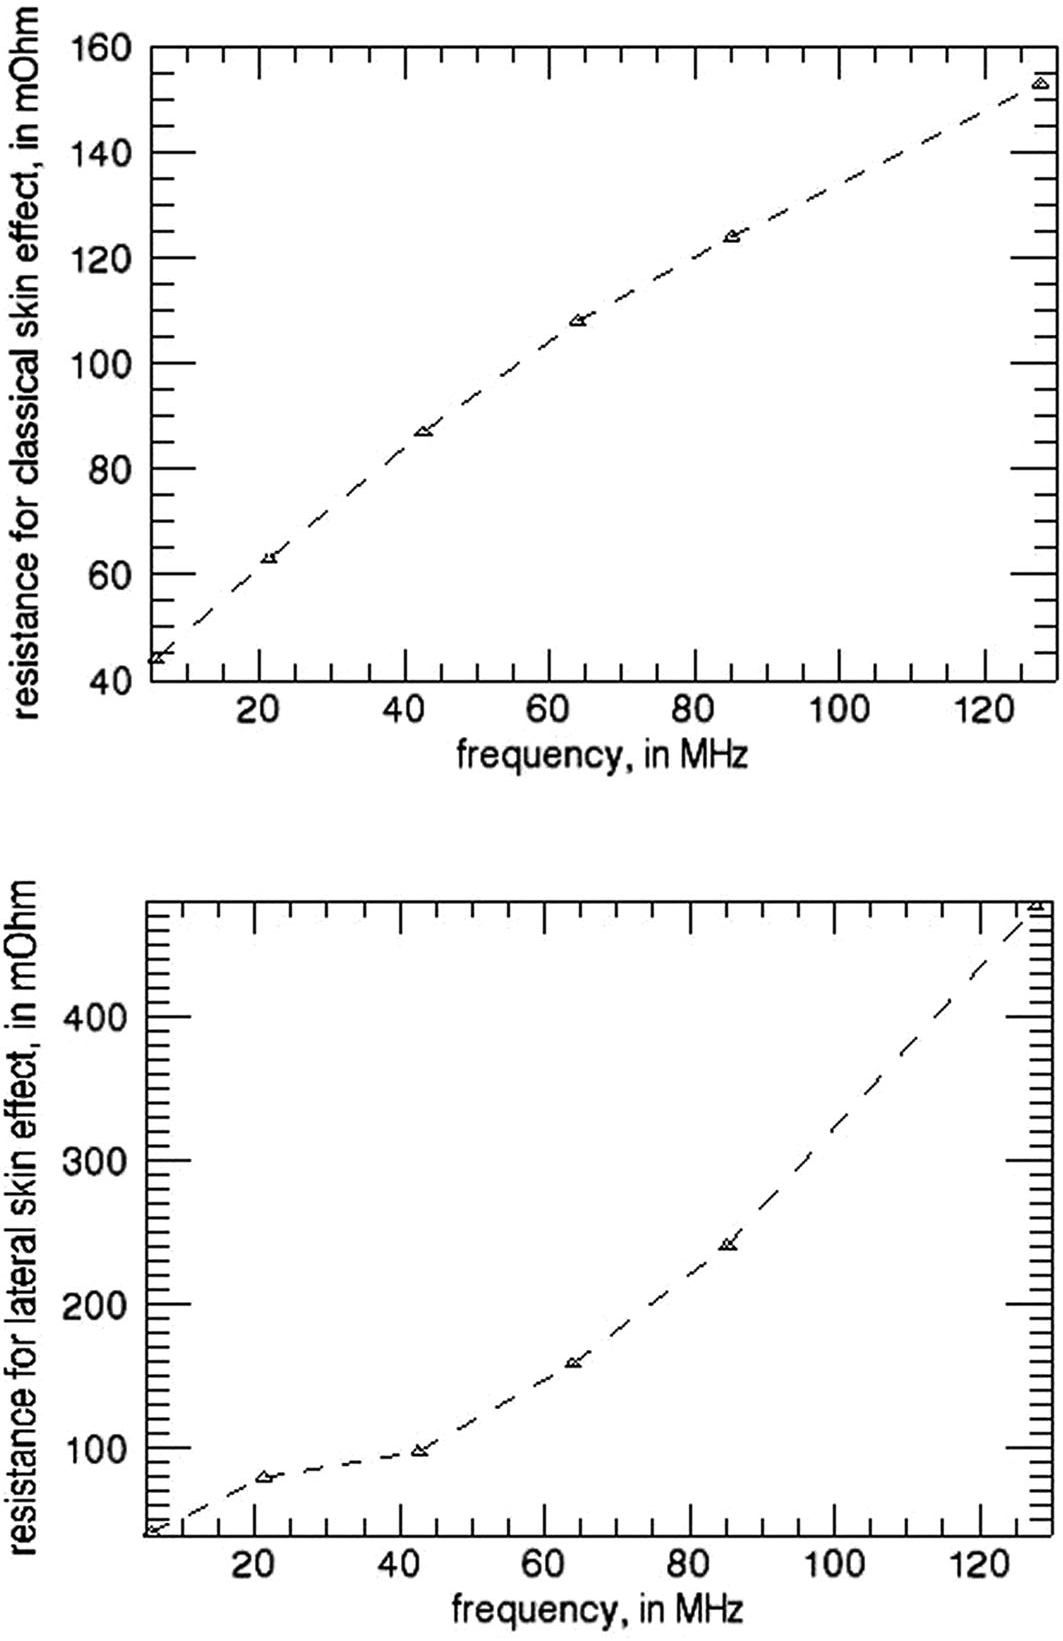 resistance for classical skin effect, in mOhm
160
140
120
100
80
60
40
20 40 60 80 100 120
frequency, in MHz
resistance for lateral skin effect, in mOhm
400
300
200
100
20 40 60 80 100 120
frequency, in MHz